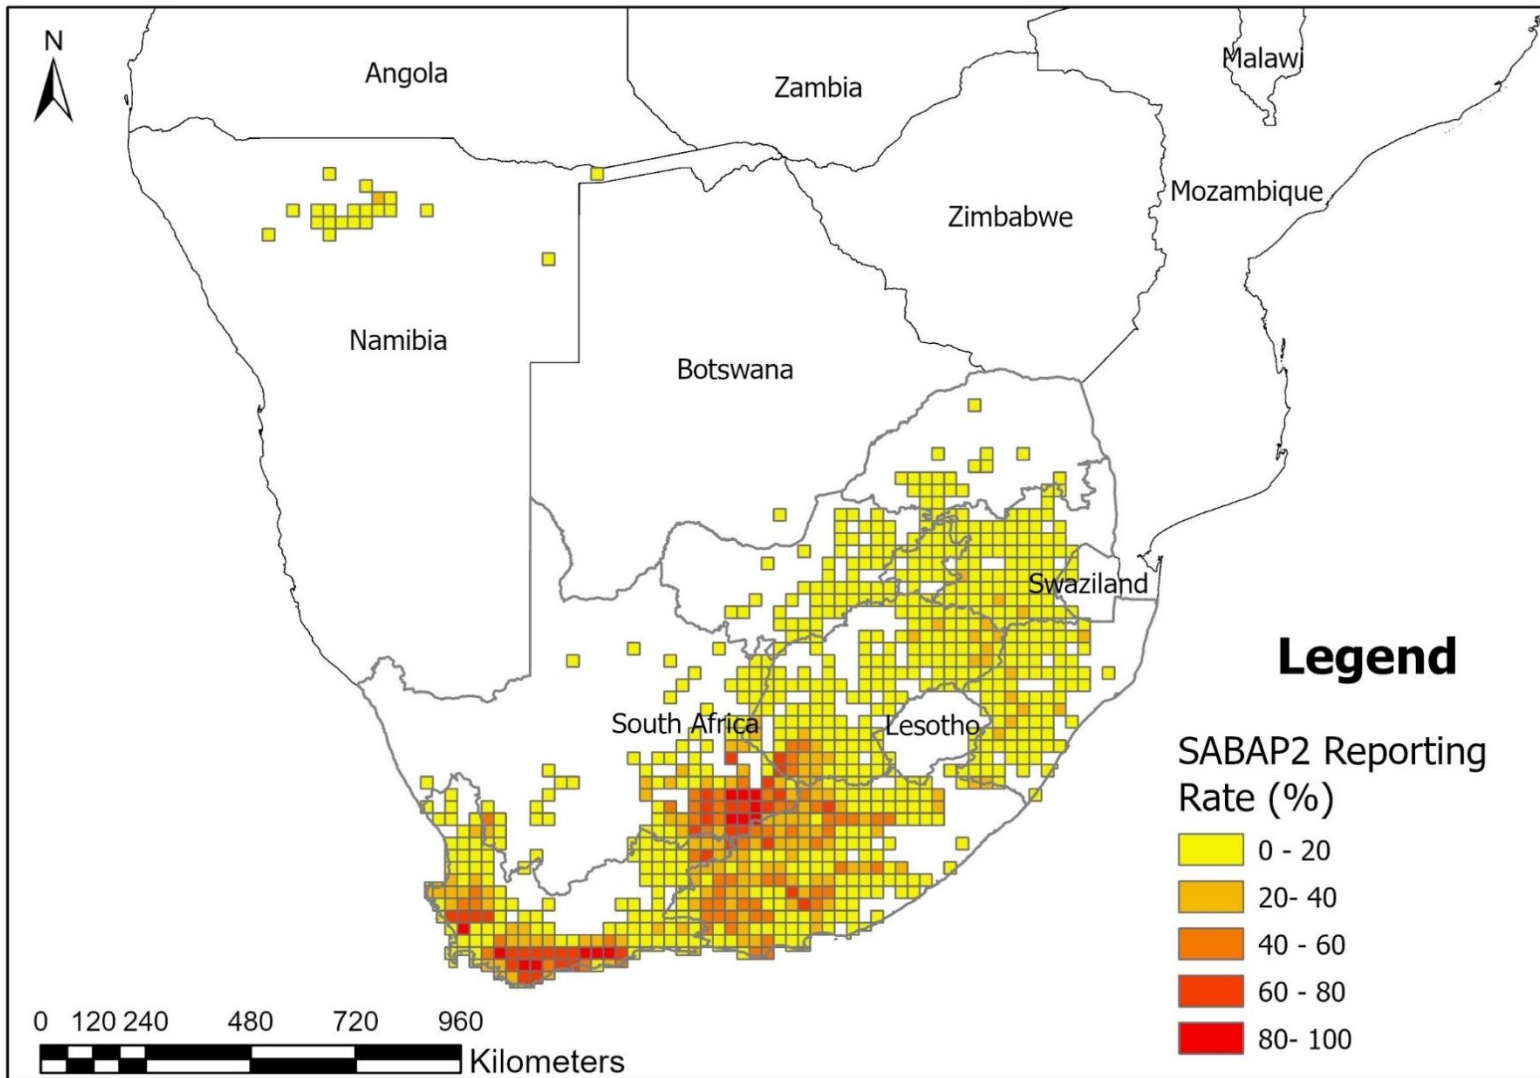 N
Angola
Zambia
Malawi
Mozambique
Zimbabwe
Namibia
Botswana
Swaziland
South Africa
Lesotho
Legend
SABAP2 Reporting
Rate (%)
0 - 20
20- 40
40 - 60
60 - 80
80- 100
0 120 240 480 720 960
Kilometers